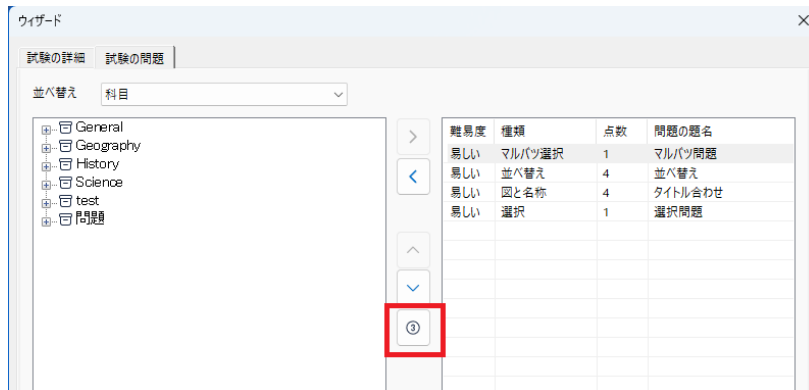 ウィザード
試験の詳細 試験の問題
並べ替え 科目
General
Geography
History
Science
test
問題
難易度 種類 点数 問題の題名
易しい マルバツ選択 1 マルバツ問題
易しい 並べ替え 4 並べ替え
易しい 図と名称 4 タイトル合わせ
易しい 選択 1 選択問題
③